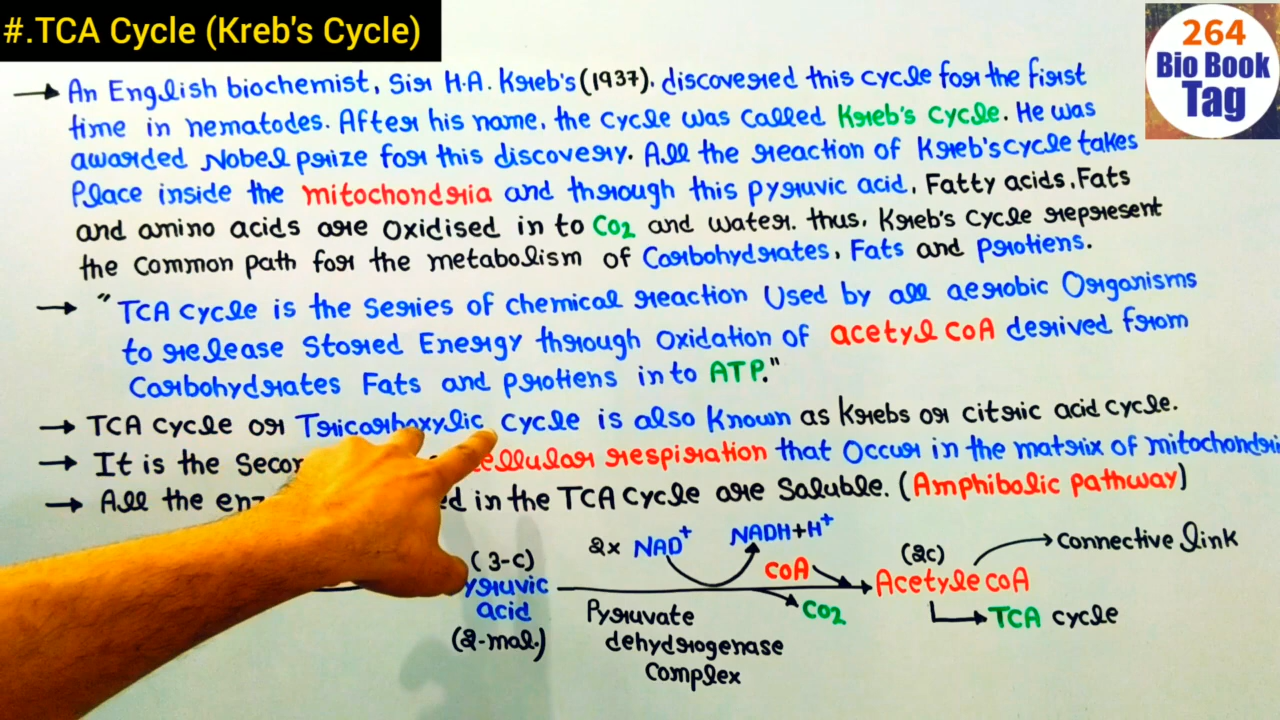 #.TCA Cycle (Kreb's Cycle)
264
Bio Book
Tag
→ An English biochemist, Sir H.A. Kreb's (1937). discovered this cycle for the first
time in nematodes. After his name, the cycle was called Kreb's cycle. He was
awarded Nobel prize for this discovery. All the reaction of Kreb's cycle takes
Place inside the mitochondria and through this pyruvic acid, Fatty acids, Fats
and amino acids are oxidised in to CO2 and water. thus, Kreb's cycle represent
the common path for the metabolism of Carbohydrates, Fats and protiens.
→ "TCA cycle is the series of chemical reaction Used by all aerobic Organisms
to release Stored Energy through Oxidation of acetyl CoA derived from
Carbohydrates Fats and protiens in to ATP."
→ TCA cycle or Tricarboxylic cycle is also known as Krebs or citric acid cycle.
→ It is the ellular respiration that Occur in the matrix of
→ All the in the TCA cycle are Soluble. (Amphibolic pathway)
2x NAD+ NADH+H+
(3-C) CoA (2C) → Connective link
acid Acetyle CoA
(2-mol.) Pyruvate CO2 → TCA cycle
dehydrogenase
Complex